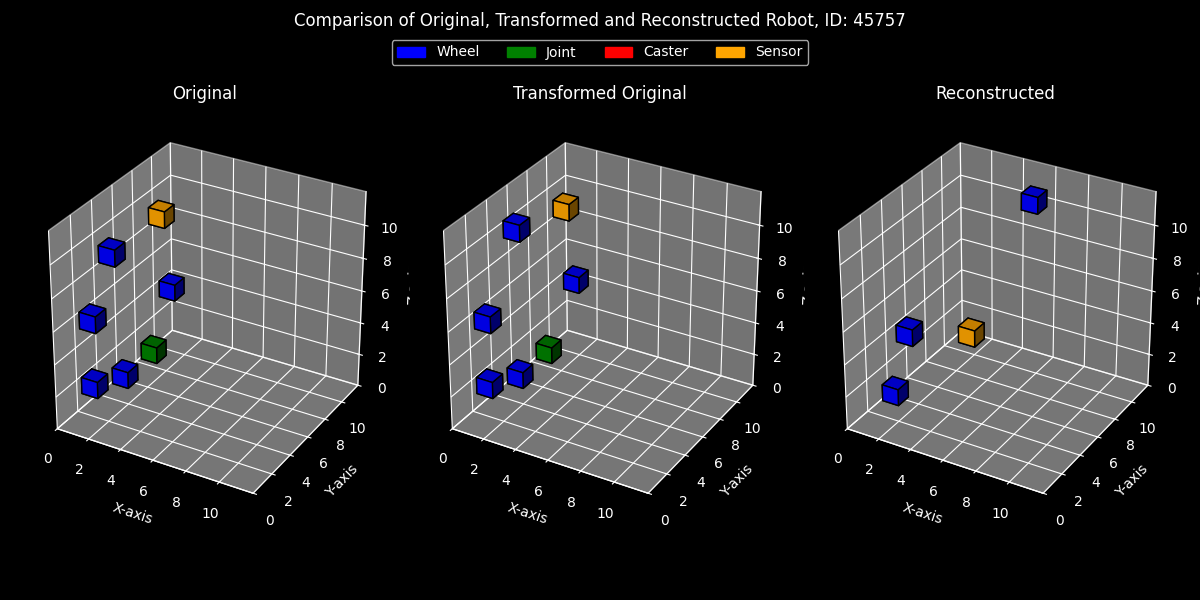 Comparison of Original, Transformed and Reconstructed Robot, ID: 45757
Wheel Joint Caster Sensor
Original Transformed Original Reconstructed
10 10 10
8 8 8
6 6 6
4 4 4
2 2 2
0 0 0
10 10 10
8 8 8
6 6 6
4 4 4
2 2 2
0 0 0
0 2 4 6 8 10 0 2 4 6 8 10 0 2 4 6 8 10
X-axis Y-axis X-axis Y-axis X-axis Y-axis